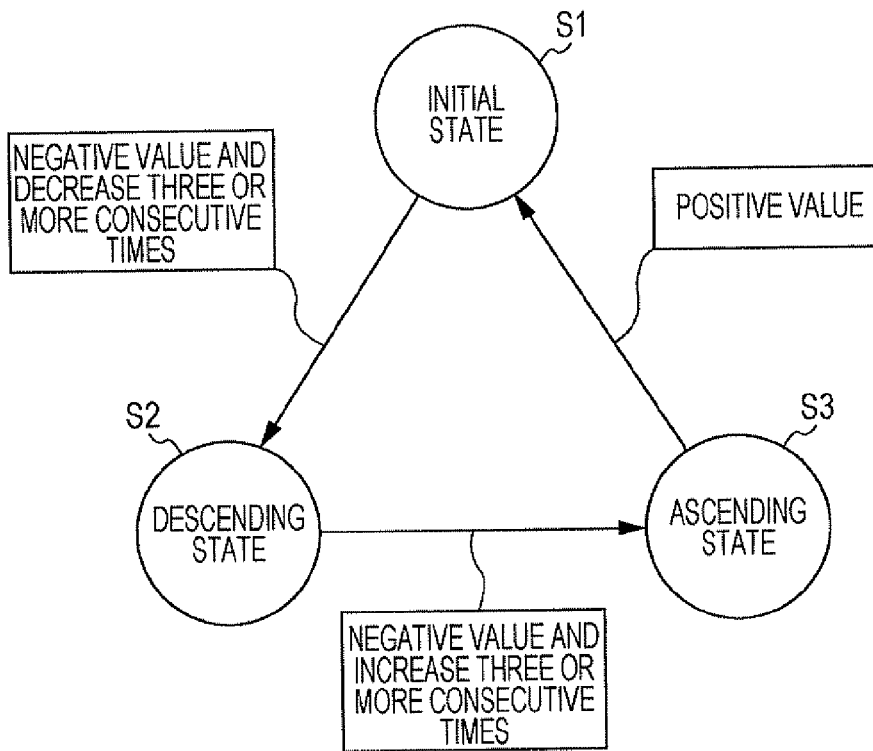 S1
INITIAL
STATE
NEGATIVE VALUE AND
DECREASE THREE OR
MORE CONSECUTIVE
TIMES
POSITIVE VALUE
S2
DESCENDING
STATE
S3
ASCENDING
STATE
NEGATIVE VALUE AND
INCREASE THREE OR
MORE CONSECUTIVE
TIMES